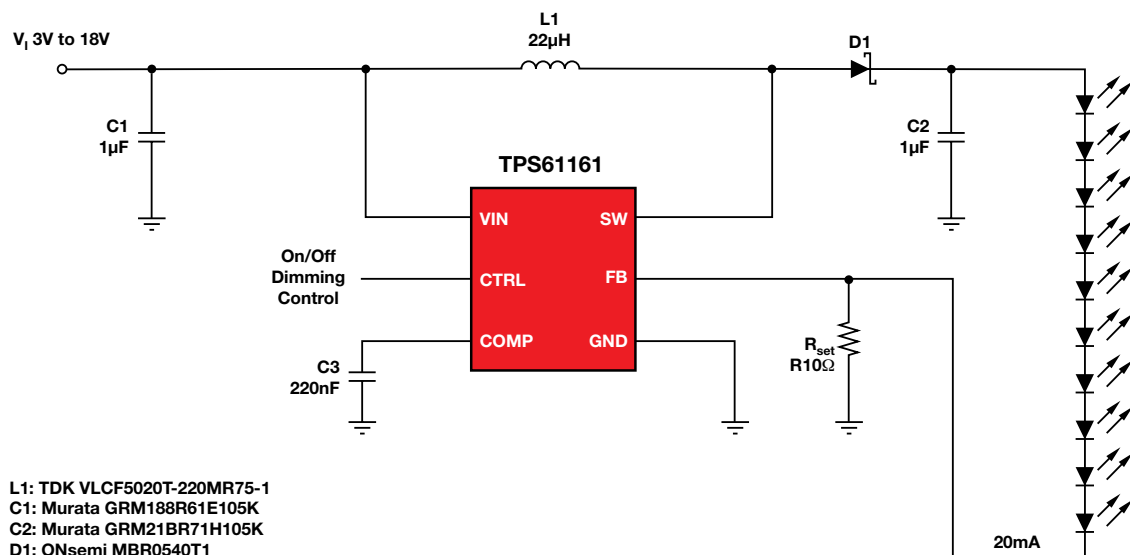 L1
22µH
V_I 3V to 18V
D1
C1
1µF
C2
1µF
TPS61161
VIN
SW
On/Off
Dimming
Control
CTRL
FB
COMP
GND
R_set
R10Ω
C3
220nF
L1: TDK VLCF5020T-220MR75-1
C1: Murata GRM188R61E105K
C2: Murata GRM21BR71H105K
D1: ONsemi MBR0540T1
20mA